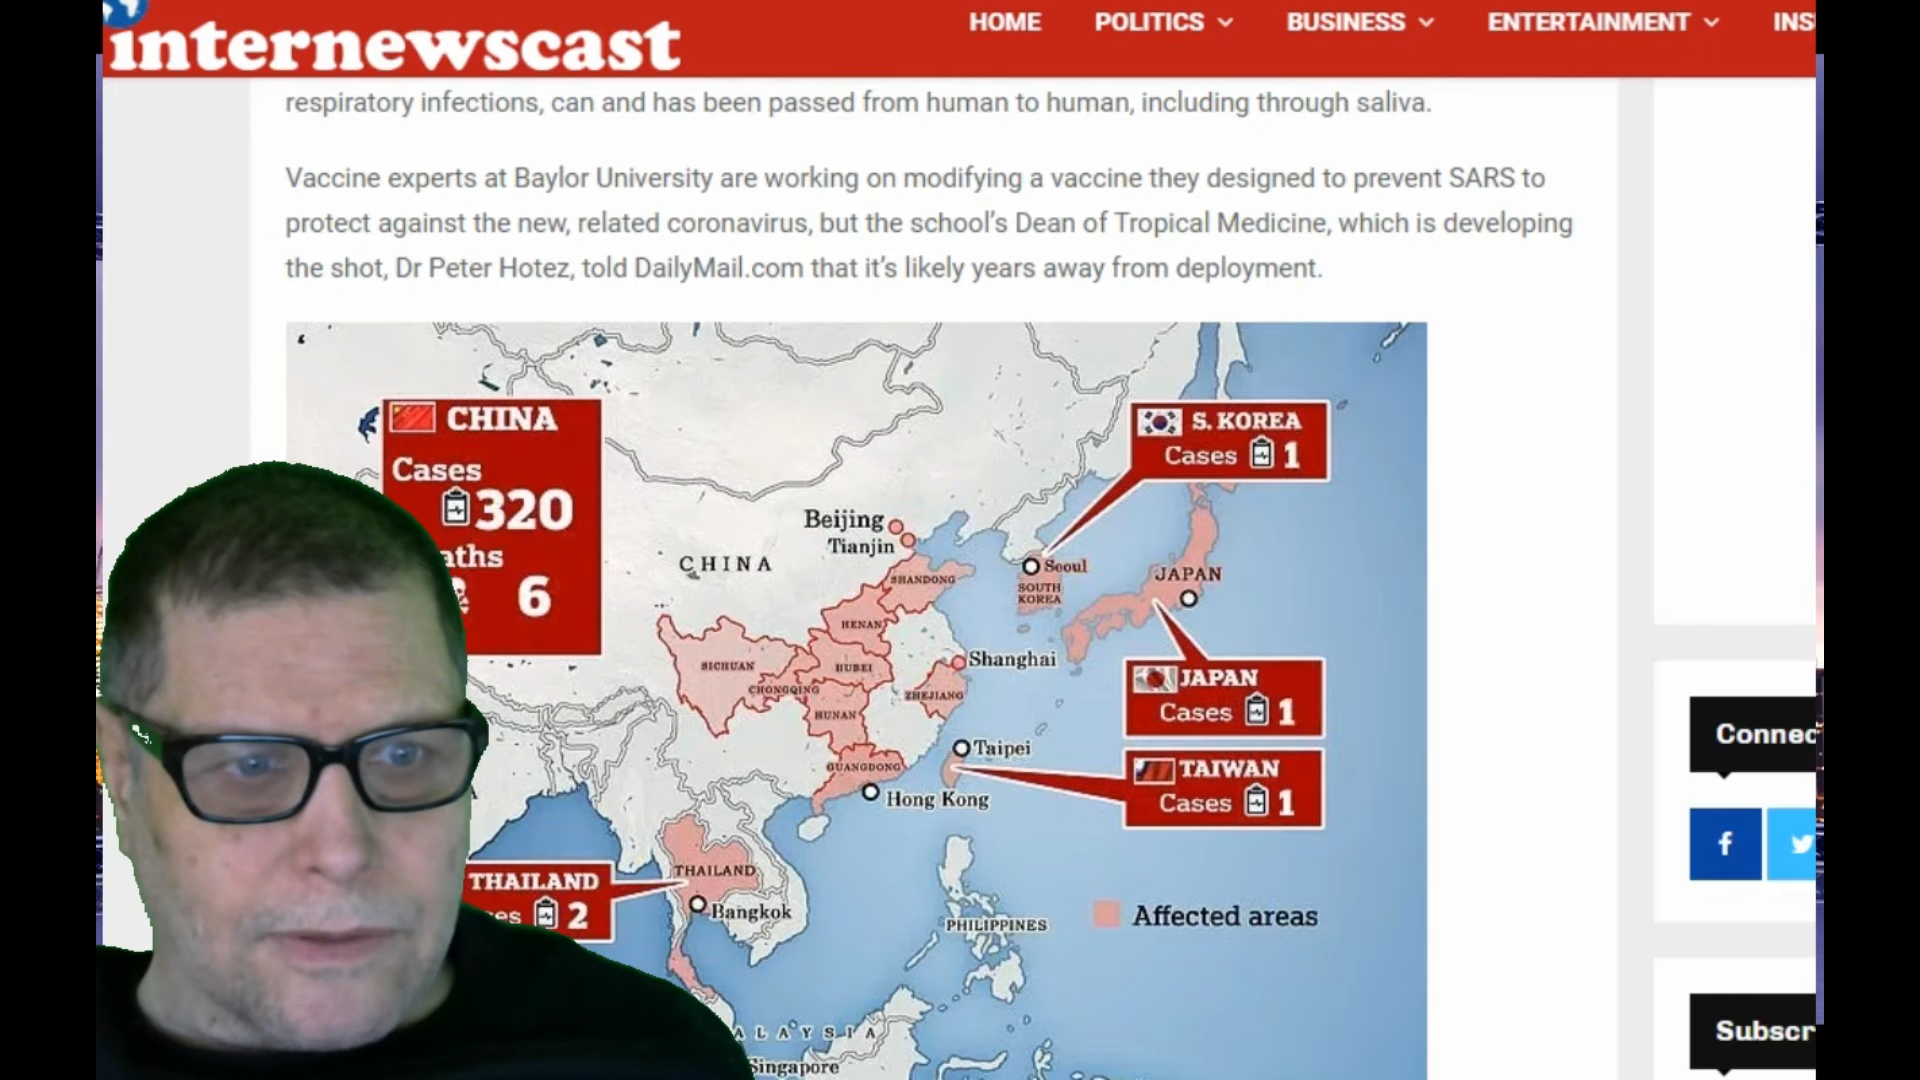 internewscast
HOME POLITICS BUSINESS ENTERTAINMENT INS
respiratory infections, can and has been passed from human to human, including through saliva.
Vaccine experts at Baylor University are working on modifying a vaccine they designed to prevent SARS to
protect against the new, related coronavirus, but the school's Dean of Tropical Medicine, which is developing
the shot, Dr Peter Hotez, told DailyMail.com that it's likely years away from deployment.
CHINA
Cases
320
aths
6
S. KOREA
Cases 1
Beijing
Tianjin
CHINA
Seoul
SOUTH
KOREA
JAPAN
SHANDONG
HENAN
SICHUAN
HUBEI
CHONGQING
HUNAN
ZHEJIANG
Shanghai
JAPAN
Cases 1
Taipei
TAIWAN
Cases 1
GUANGDONG
Hong Kong
THAILAND
es 2
THAILAND
Bangkok
PHILIPPINES
Affected areas
ALAYSIA
Singapore
Connec
f
Subscr